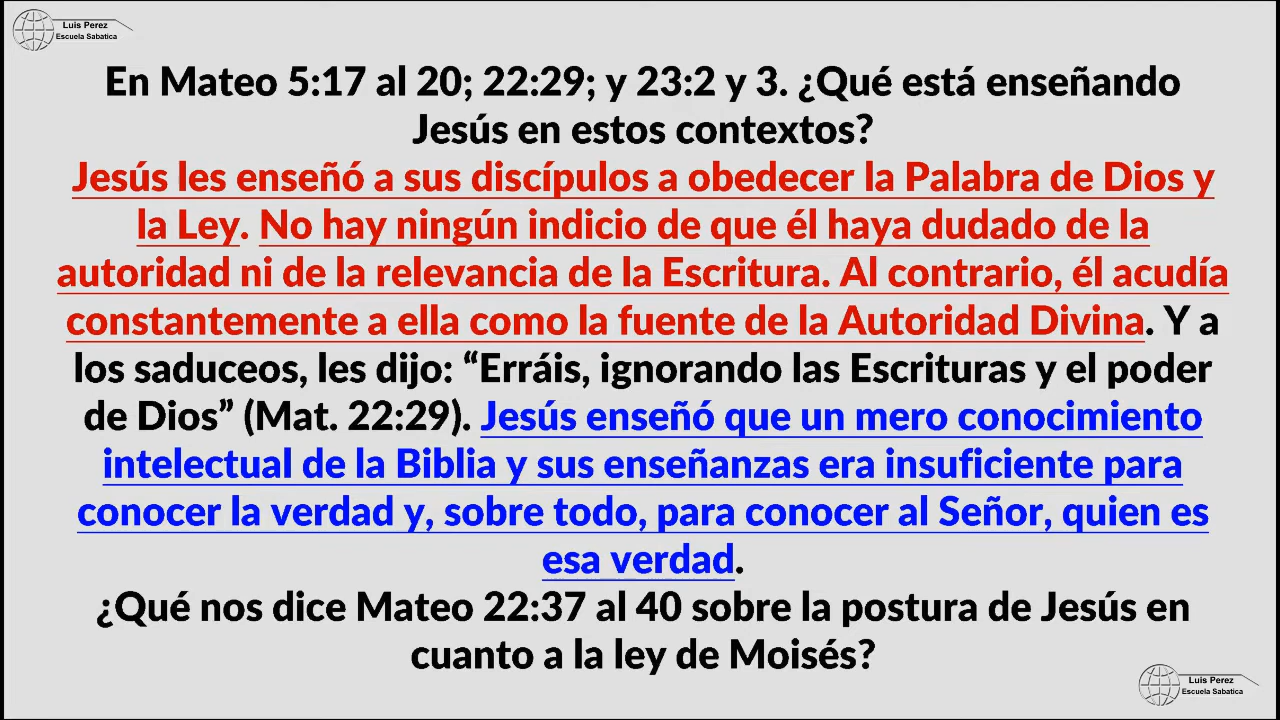 Luis Perez
Escuela Sabatica
En Mateo 5:17 al 20; 22:29; y 23:2 y 3. ¿Qué está enseñando
Jesús en estos contextos?
Jesús les enseñó a sus discípulos a obedecer la Palabra de Dios y
la Ley. No hay ningún indicio de que él haya dudado de la
autoridad ni de la relevancia de la Escritura. Al contrario, él acudía
constantemente a ella como la fuente de la Autoridad Divina. Y a
los saduceos, les dijo: “Erráis, ignorando las Escrituras y el poder
de Dios” (Mat. 22:29). Jesús enseñó que un mero conocimiento
intelectual de la Biblia y sus enseñanzas era insuficiente para
conocer la verdad y, sobre todo, para conocer al Señor, quien es
esa verdad.
¿Qué nos dice Mateo 22:37 al 40 sobre la postura de Jesús en
cuanto a la ley de Moisés?
Luis Perez
Escuela Sabatica